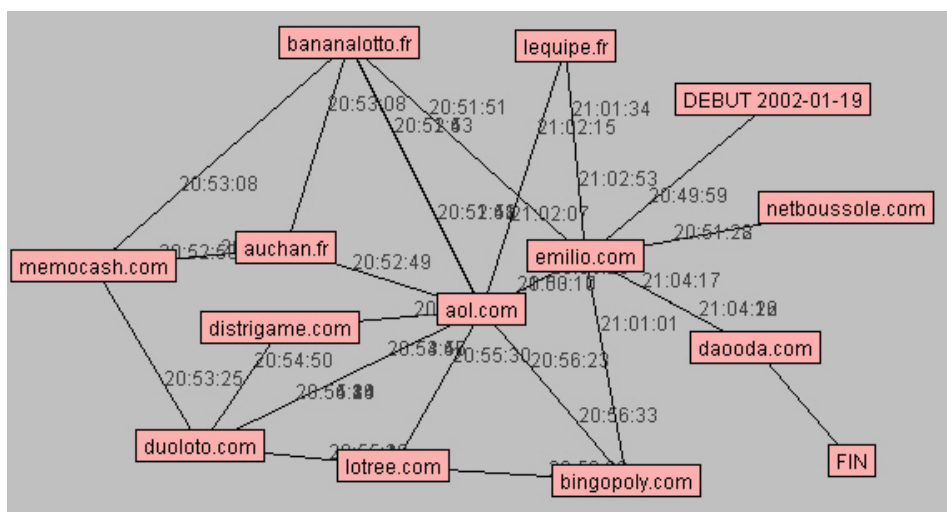 bananalotto.fr
lequipe.fr
20:53:08
20:51:51
21:01:34
DEBUT 2002-01-19
21:02:15
21:02:53
20:49:59
20:53:08
21:02:07
netboussole.com
auchan.fr
emilio.com
memocash.com
20:52:49
21:04:17
aol.com
21:01:01
distrigame.com
20:54:50
20:55:30
20:56:23
daooda.com
20:53:25
20:56:33
duoloto.com
lotree.com
FIN
bingopoly.com